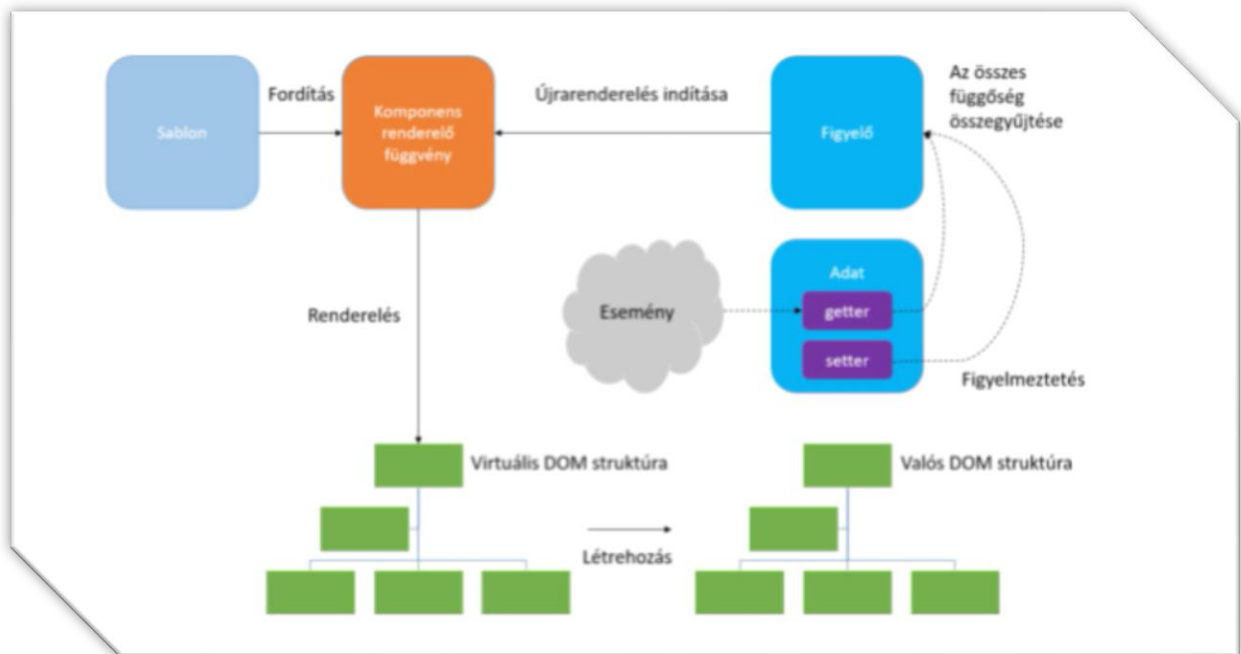 Sablon
Fordítás
Komponens
renderelő
függvény
Újrarenderelés indítása
Figyelő
Az összes
függőség
összegyűjtése
Renderelés
Esemény
Adat
getter
setter
Figyelmeztetés
Virtuális DOM struktúra
Létrehozás
Valós DOM struktúra